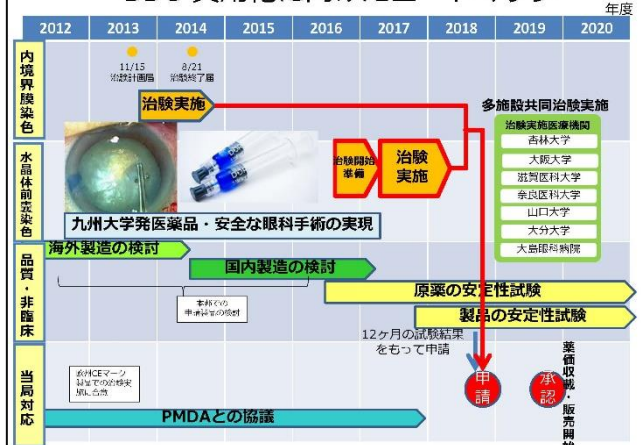 年度
2012 2013 2014 2015 2016 2017 2018 2019 2020
内境界膜染色
11/15
治験計画届
8/21
治験終了届
治験実施
多施設共同治験実施
治験実施医療機関
杏林大学
大阪大学
滋賀医科大学
奈良医科大学
山口大学
大分大学
大島眼科病院
水晶体前嚢染色
治験開始
準備
治験
実施
九州大学発医薬品・安全な眼科手術の実現
品質・非臨床
海外製造の検討
国内製造の検討
原薬の安定性試験
製品の安定性試験
12ヶ月の試験結果
をもって申請
当局対応
欧州CEマーク
PMDAとの協議
申請
承認
薬価収載・販売開始